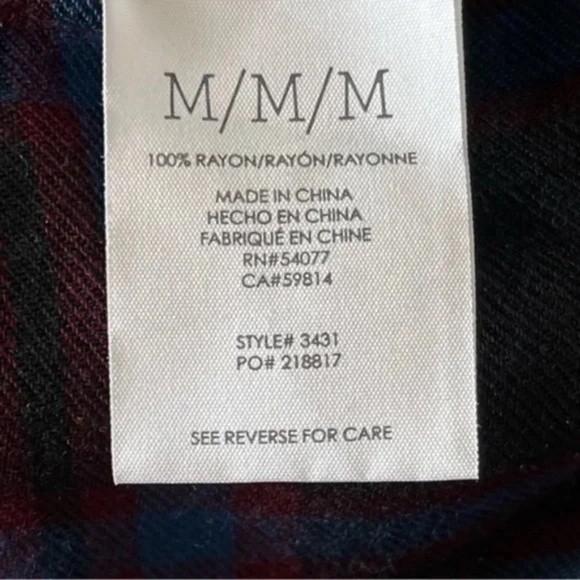 M/M/M
100% RAYON/RAYÓN/RAYONNE
MADE IN CHINA
HECHO EN CHINA
FABRIQUÉ EN CHINE
RN#54077
CA#59814
STYLE# 3431
PO# 218817
SEE REVERSE FOR CARE